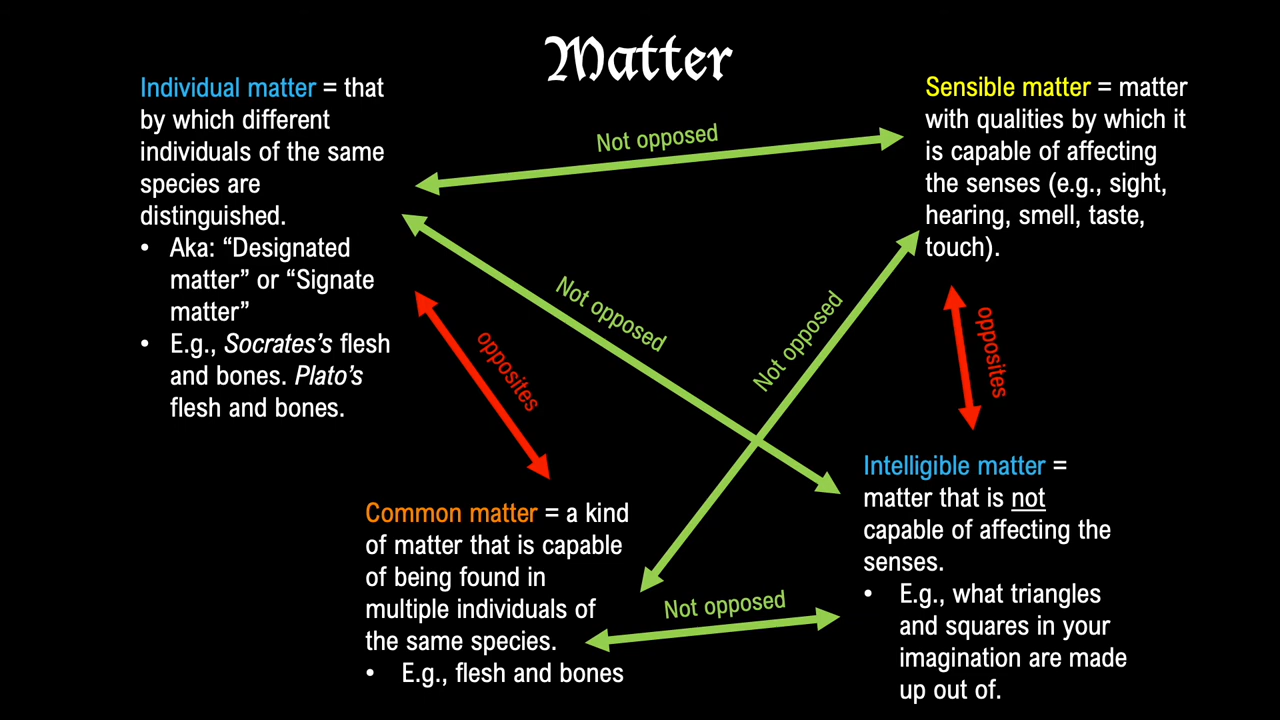 Matter
Individual matter = that
by which different
individuals of the same
species are
distinguished.
• Aka: “Designated
matter” or “Signate
matter”
• E.g., Socrates’s flesh
and bones. Plato’s
flesh and bones.
Not opposed
Sensible matter = matter
with qualities by which it
is capable of affecting
the senses (e.g., sight,
hearing, smell, taste,
touch).
Not opposed
Not opposed
opposites
opposites
Common matter = a kind
of matter that is capable
of being found in
multiple individuals of
the same species.
• E.g., flesh and bones
Not opposed
Intelligible matter =
matter that is not
capable of affecting the
senses.
• E.g., what triangles
and squares in your
imagination are made
up out of.